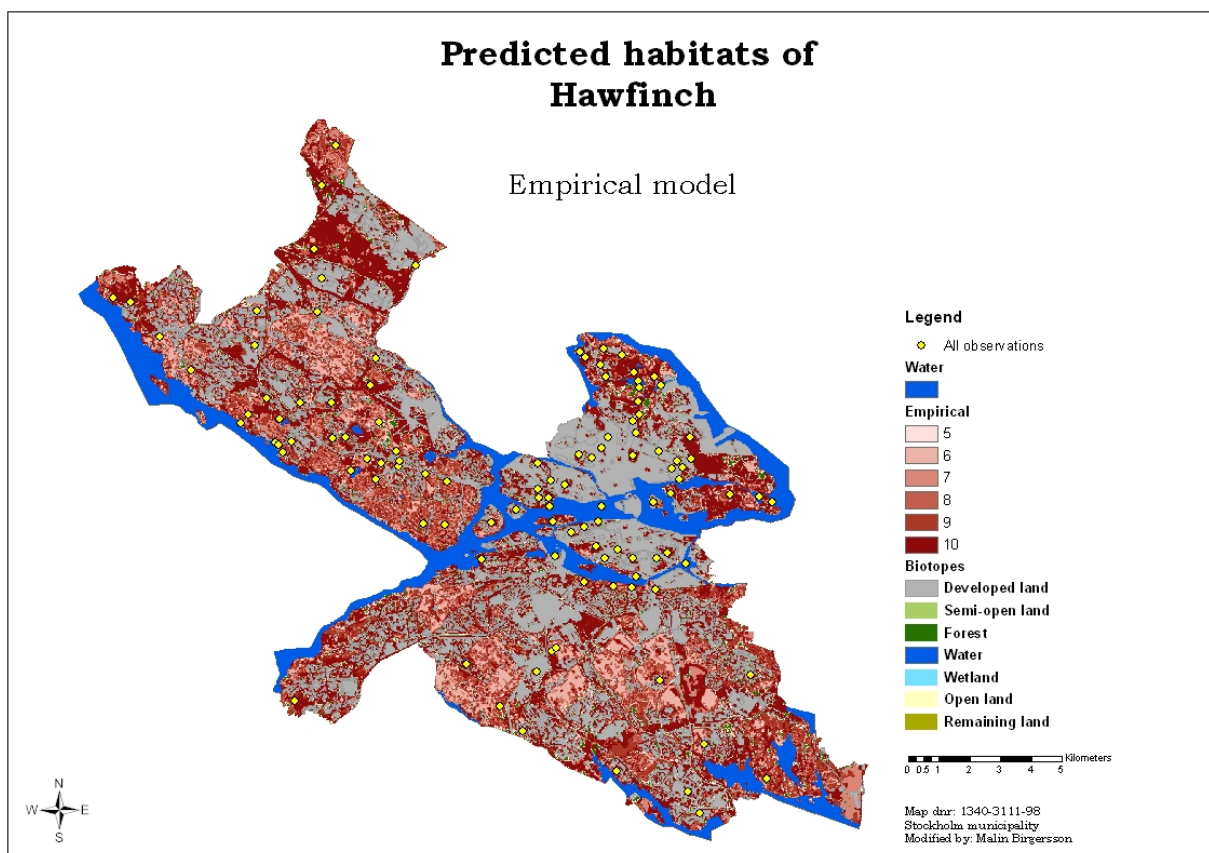 Predicted habitats of
Hawfinch
Empirical model
Legend
All observations
Water
Empirical
5
6
7
8
9
10
Biotopes
Developed land
Semi-open land
Forest
Water
Wetland
Open land
Remaining land
Kilometers
0 0.5 1 2 3 4 5
N
W E
S
Map dnr: 1340-3111-98
Stockholm municipality
Modified by: Malin Birgersson